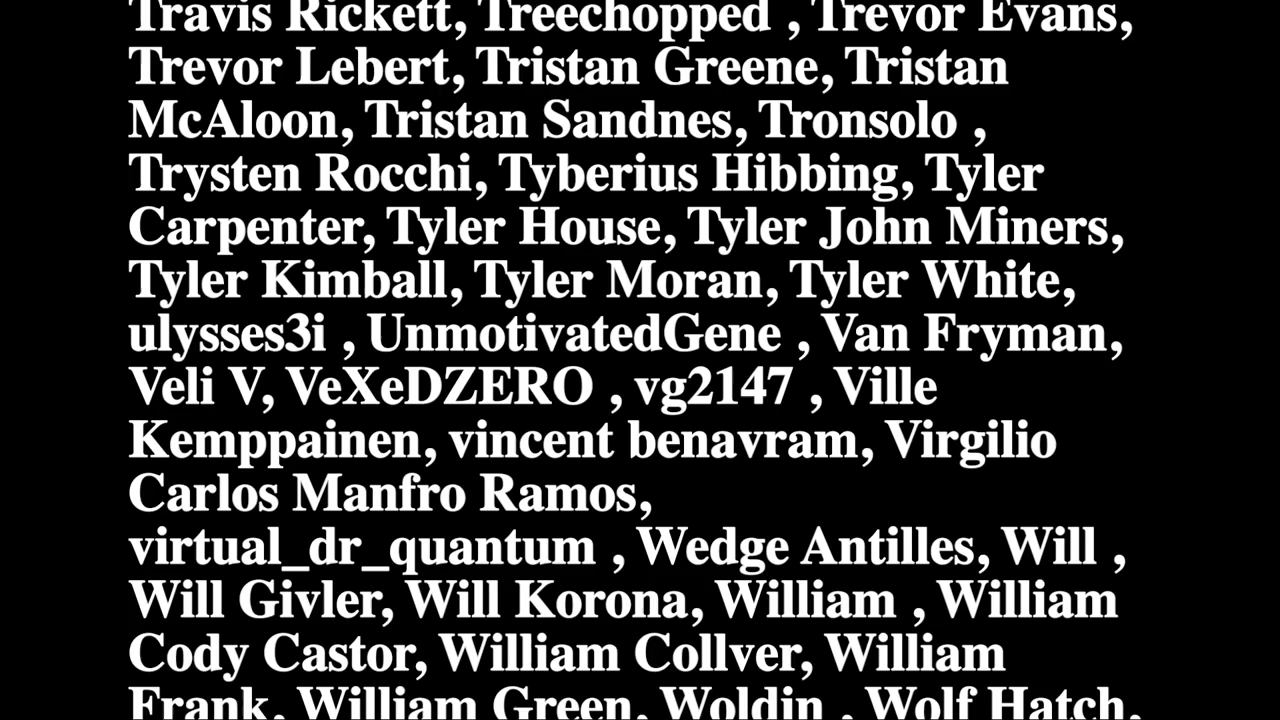 Travis Rickett, Treechopped , Trevor Evans,
Trevor Lebert, Tristan Greene, Tristan
McAloon, Tristan Sandnes, Tronsolo ,
Trysten Rocchi, Tyberius Hibbing, Tyler
Carpenter, Tyler House, Tyler John Miners,
Tyler Kimball, Tyler Moran, Tyler White,
ulysses3i , UnmotivatedGene , Van Fryman,
Veli V, VeXeDZERO , vg2147 , Ville
Kemppainen, vincent benavram, Virgilio
Carlos Manfro Ramos,
virtual_dr_quantum , Wedge Antilles, Will ,
Will Givler, Will Korona, William , William
Cody Castor, William Collver, William
Frank, William Green, Woldin , Wolf Hatch,